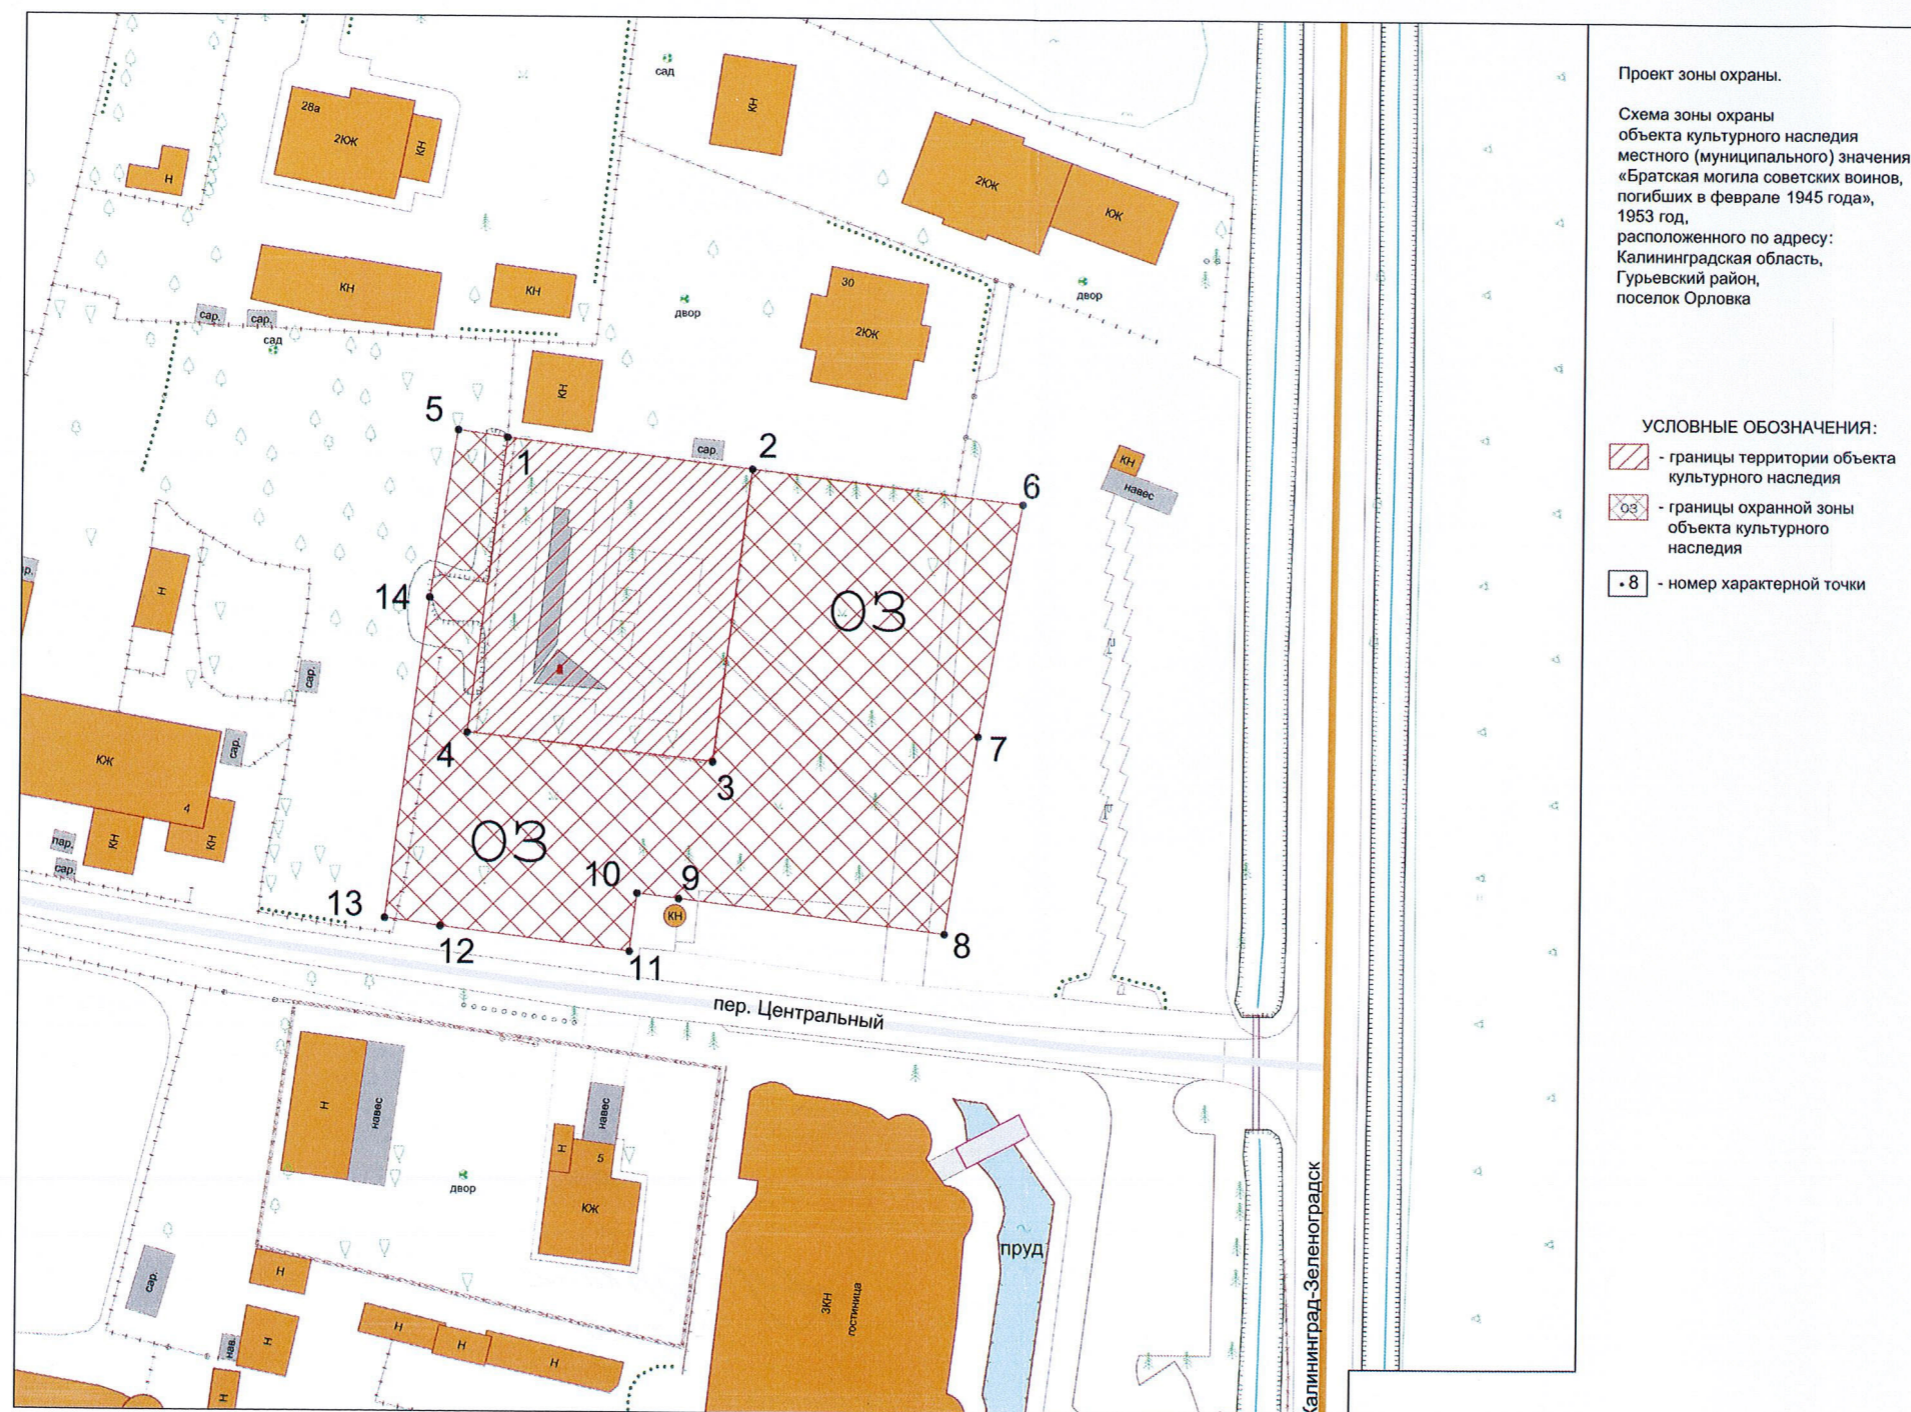 Проект зоны охраны.
Схема зоны охраны
объекта культурного наследия
местного (муниципального) значения
«Братская могила советских воинов,
погибших в феврале 1945 года»,
1953 год,
расположенного по адресу:
Калининградская область,
Гурьевский район,
поселок Орловка
УСЛОВНЫЕ ОБОЗНАЧЕНИЯ:
- границы территории объекта
культурного наследия
ОЗ - границы охранной зоны
объекта культурного
наследия
• 8 - номер характерной точки
сад
КН
28а
2КЖ
КН
Н
2КЖ
КЖ
КН
КН
двор
30
2КЖ
двор
сар.
сар.
сад
КН
5
1
сар.
2
6
КН
навес
14
ОЗ
Н
сар.
4
3
7
КЖ
4
сар.
КН
КН
пар.
сар.
ОЗ
10
9
КН
13
12
11
8
пер. Центральный
Н
навес
навес
Н
5
КЖ
двор
пруд
3КН
гостиница
Калининград-Зеленоградск
сар.
Н
Н
нав.
Н
Н
Н
Н